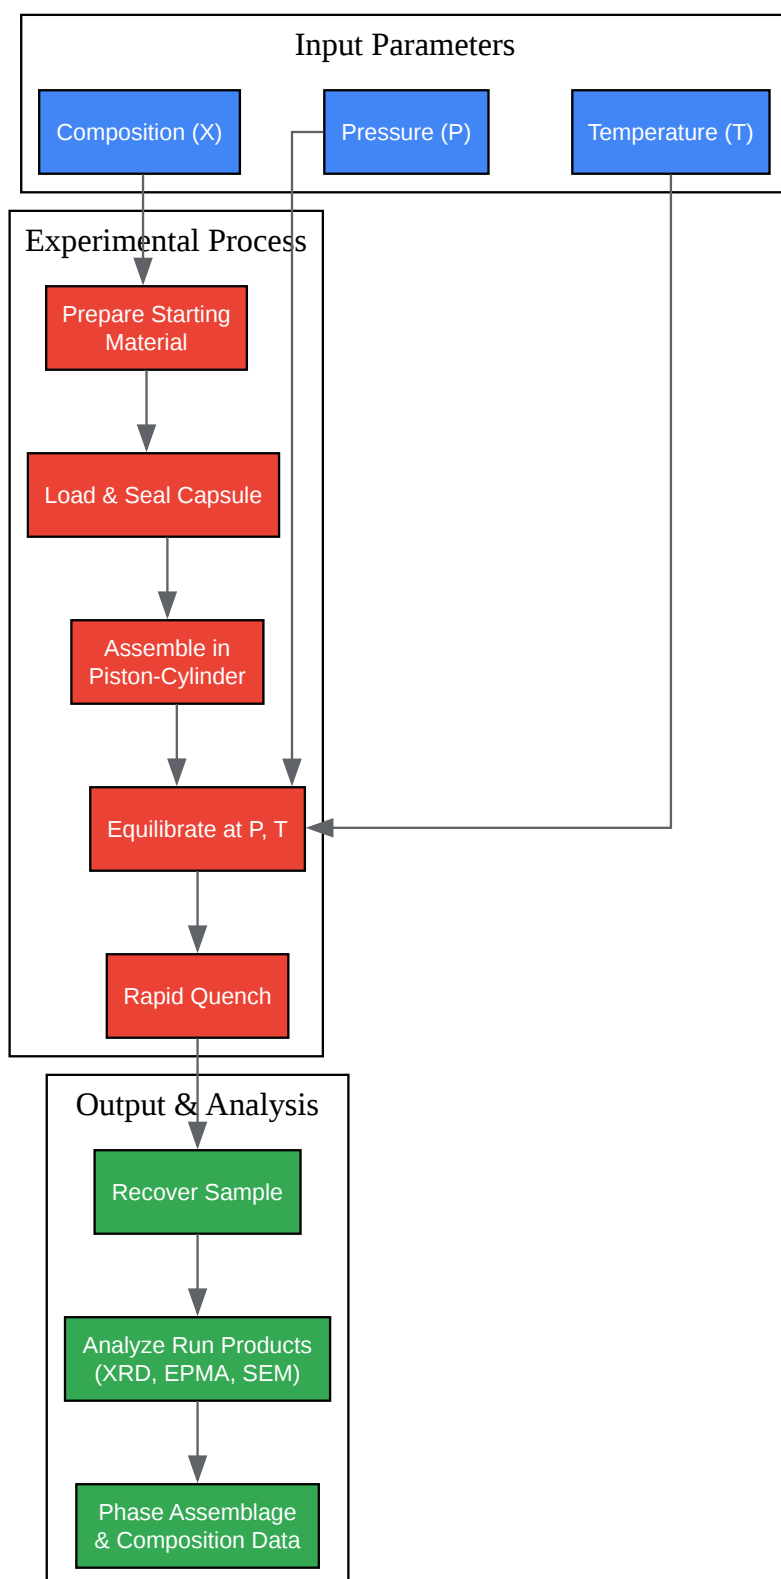 Input Parameters
Composition (X)
Pressure (P)
Temperature (T)
Experimental Process
Prepare Starting
Material
Load & Seal Capsule
Assemble in
Piston-Cylinder
Equilibrate at P, T
Rapid Quench
Output & Analysis
Recover Sample
Analyze Run Products
(XRD, EPMA, SEM)
Phase Assemblage
& Composition Data